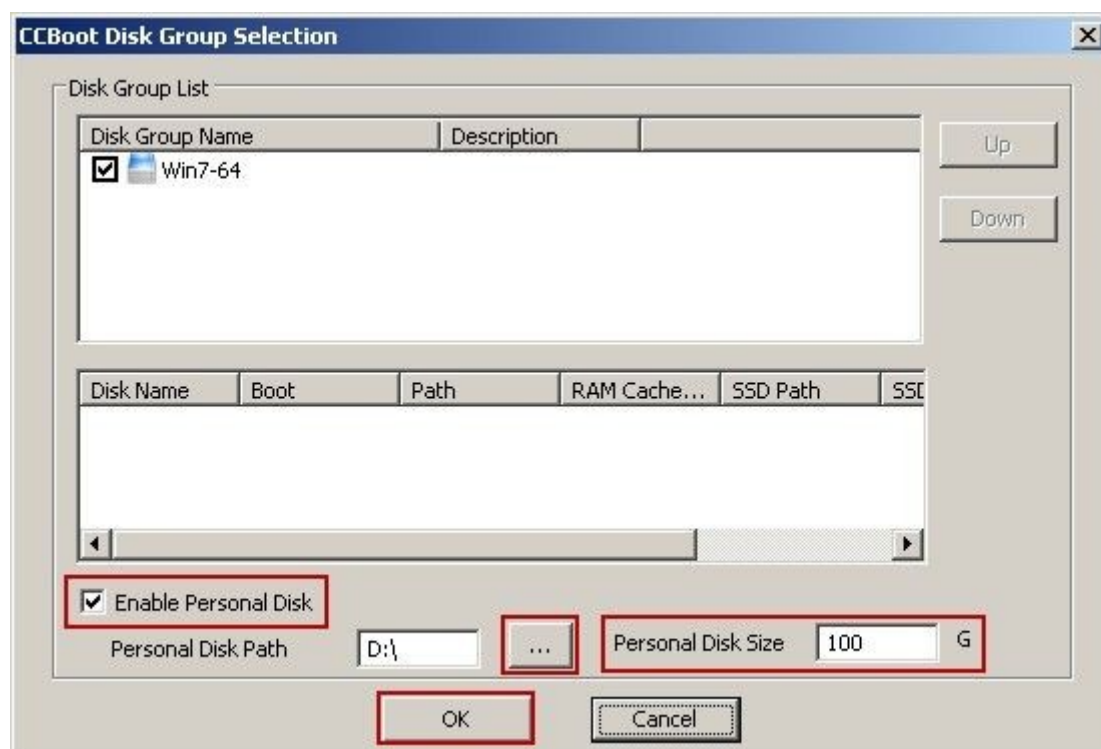 CCBoot Disk Group Selection
Disk Group List
Disk Group Name Description
Win7-64
Up
Down
Disk Name Boot Path RAM Cache... SSD Path SSD
Enable Personal Disk
Personal Disk Path D:\ ... Personal Disk Size 100 G
OK Cancel